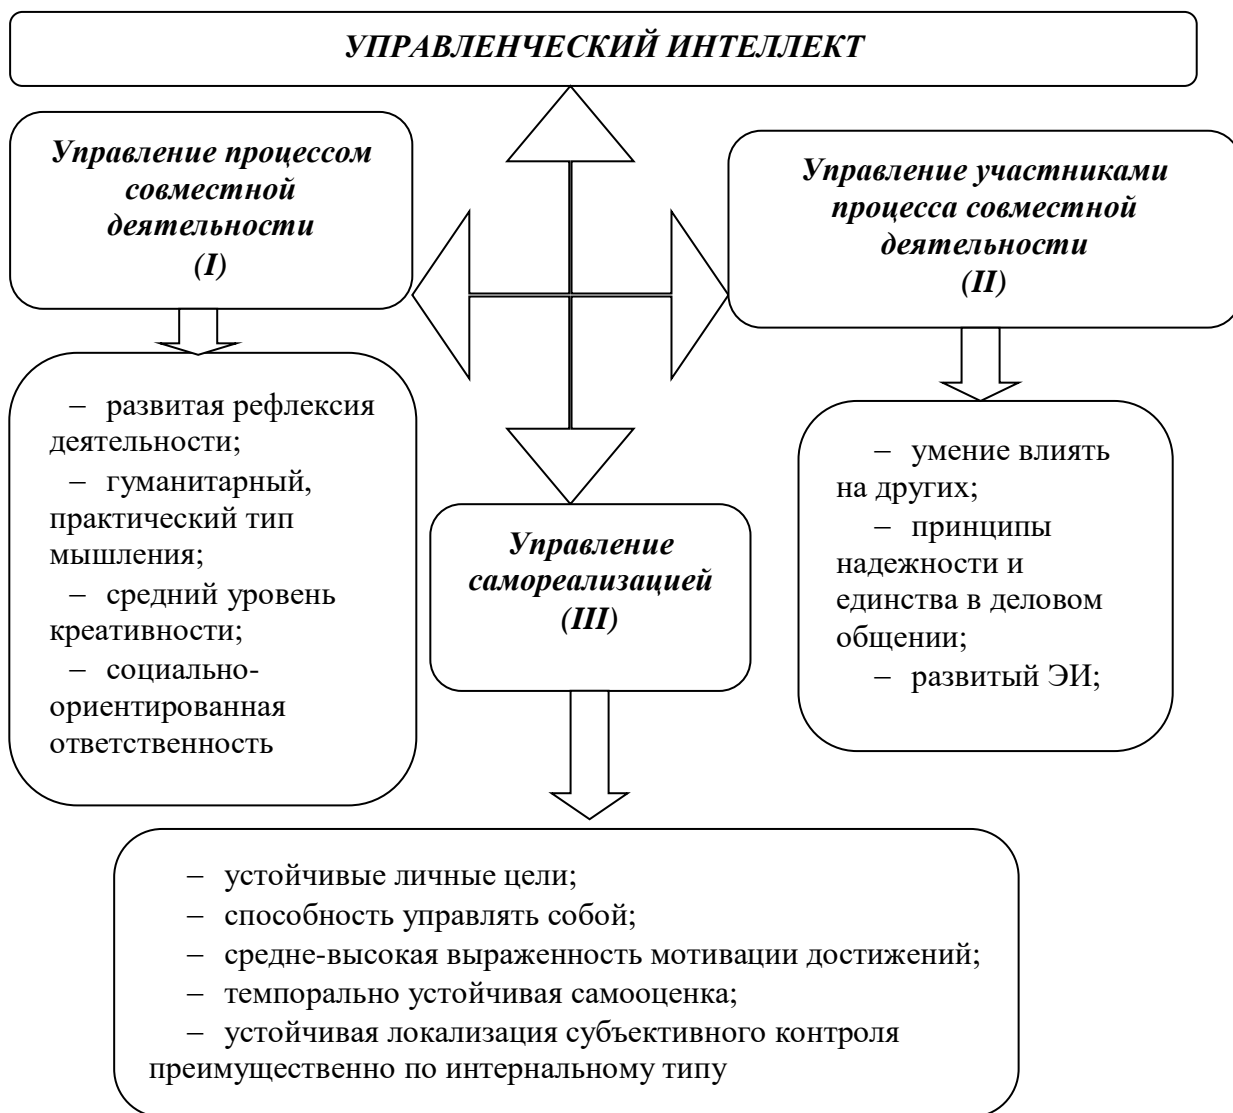 УПРАВЛЕНЧЕСКИЙ ИНТЕЛЛЕКТ
Управление процессом
совместной
деятельности
(I)
Управление участниками
процесса совместной
деятельности
(II)
– развитая рефлексия
деятельности;
– гуманитарный,
практический тип
мышления;
– средний уровень
креативности;
– социально-
ориентированная
ответственность
– умение влиять
на других;
– принципы
надежности и
единства в деловом
общении;
– развитый ЭИ;
Управление
самореализацией
(III)
– устойчивые личные цели;
– способность управлять собой;
– средне-высокая выраженность мотивации достижений;
– темпорально устойчивая самооценка;
– устойчивая локализация субъективного контроля
преимущественно по интернальному типу